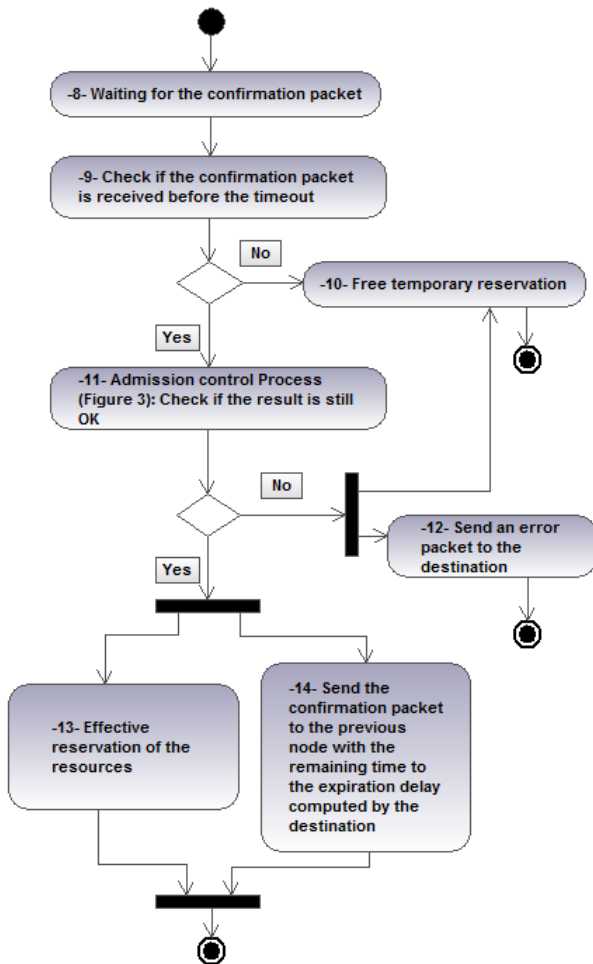 -8- Waiting for the confirmation packet
-9- Check if the confirmation packet
is received before the timeout
No
-10- Free temporary reservation
Yes
-11- Admission control Process
(Figure 3): Check if the result is still
OK
No
-12- Send an error
packet to the
destination
Yes
-13- Effective
reservation of the
resources
-14- Send the
confirmation packet
to the previous
node with the
remaining time to
the expiration delay
computed by the
destination